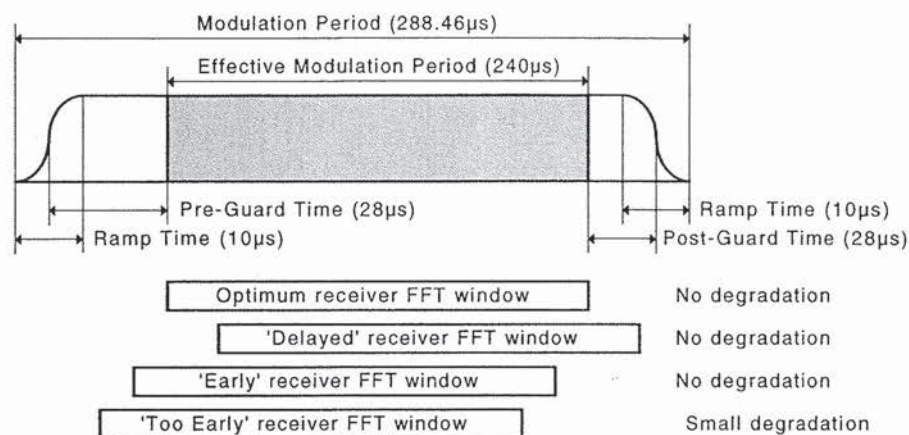 Modulation Period (288.46µs)
Effective Modulation Period (240µs)
Pre-Guard Time (28µs)
Ramp Time (10µs)
Ramp Time (10µs)
Post-Guard Time (28µs)
Optimum receiver FFT window No degradation
'Delayed' receiver FFT window No degradation
'Early' receiver FFT window No degradation
'Too Early' receiver FFT window Small degradation